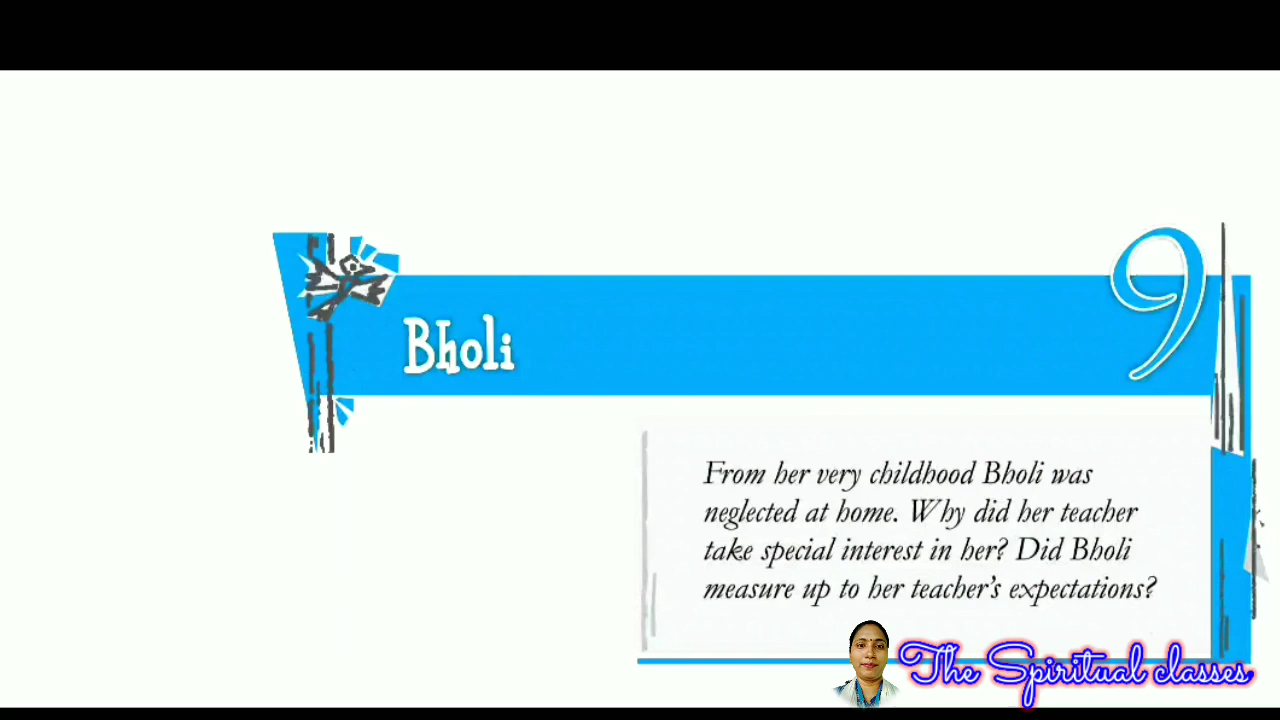 Bholi
9
From her very childhood Bholi was
neglected at home. Why did her teacher
take special interest in her? Did Bholi
measure up to her teacher's expectations?
The Spiritual classes